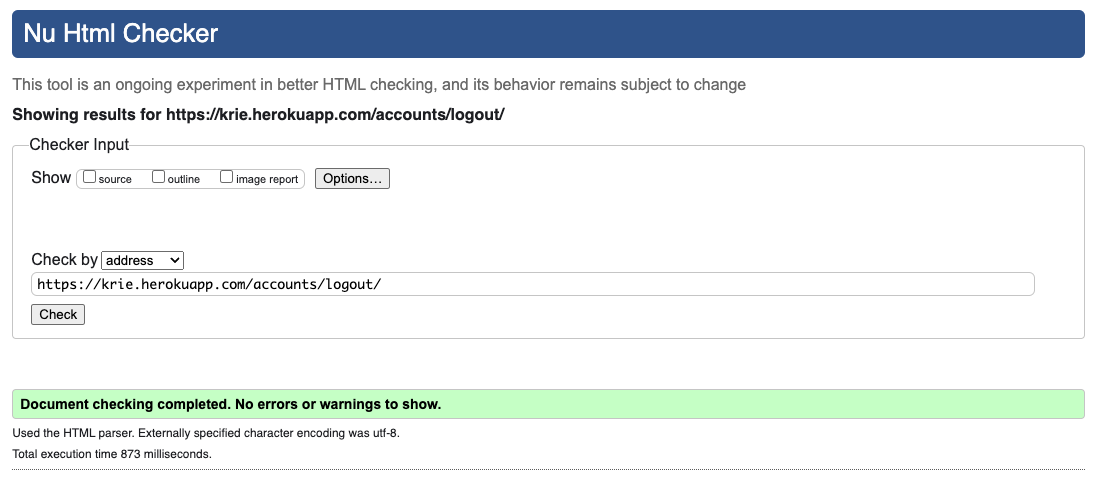 Nu Html Checker
This tool is an ongoing experiment in better HTML checking, and its behavior remains subject to change
Showing results for https://krie.herokuapp.com/accounts/logout/
Checker Input
Show source outline image report Options…
Check by address
https://krie.herokuapp.com/accounts/logout/
Check
Document checking completed. No errors or warnings to show.
Used the HTML parser. Externally specified character encoding was utf-8.
Total execution time 873 milliseconds.